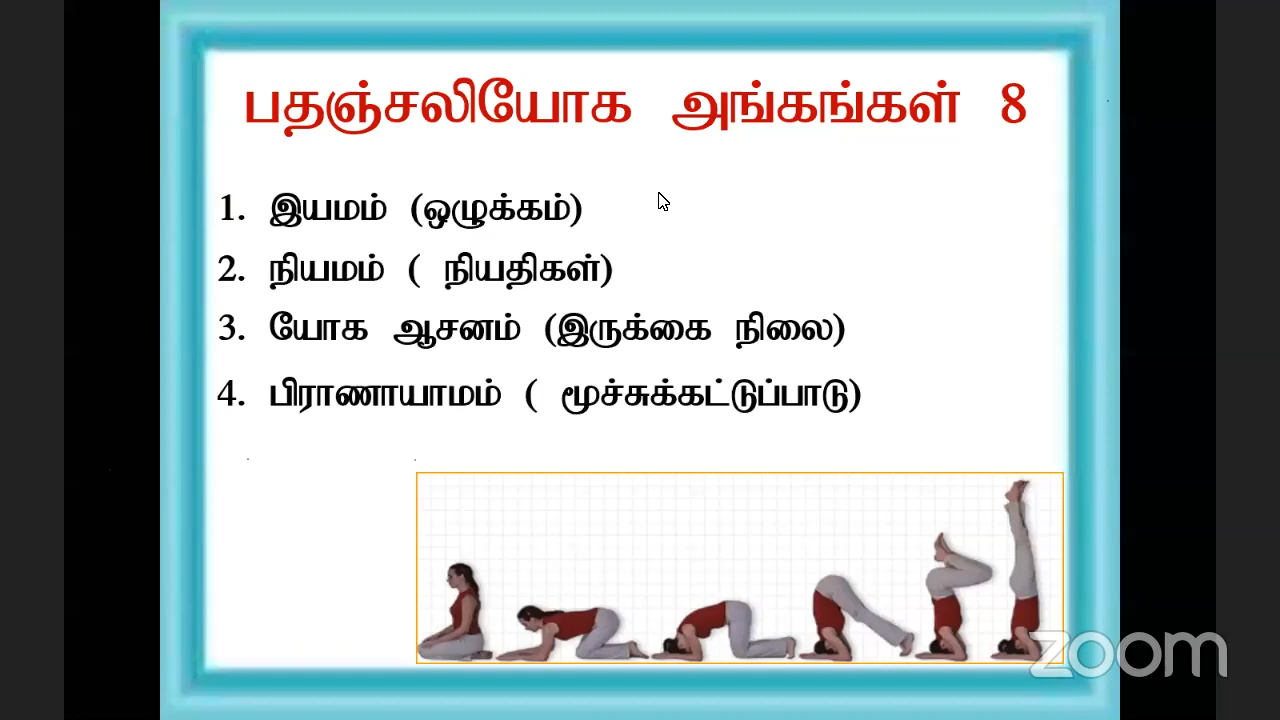 பதஞ்சலியோக அங்கங்கள் 8
1. இயமம் (ஒழுக்கம்)
2. நியமம் ( நியதிகள்)
3. யோக ஆசனம் (இருக்கை நிலை)
4. பிராணாயாமம் ( மூச்சுக்கட்டுப்பாடு)
zoom